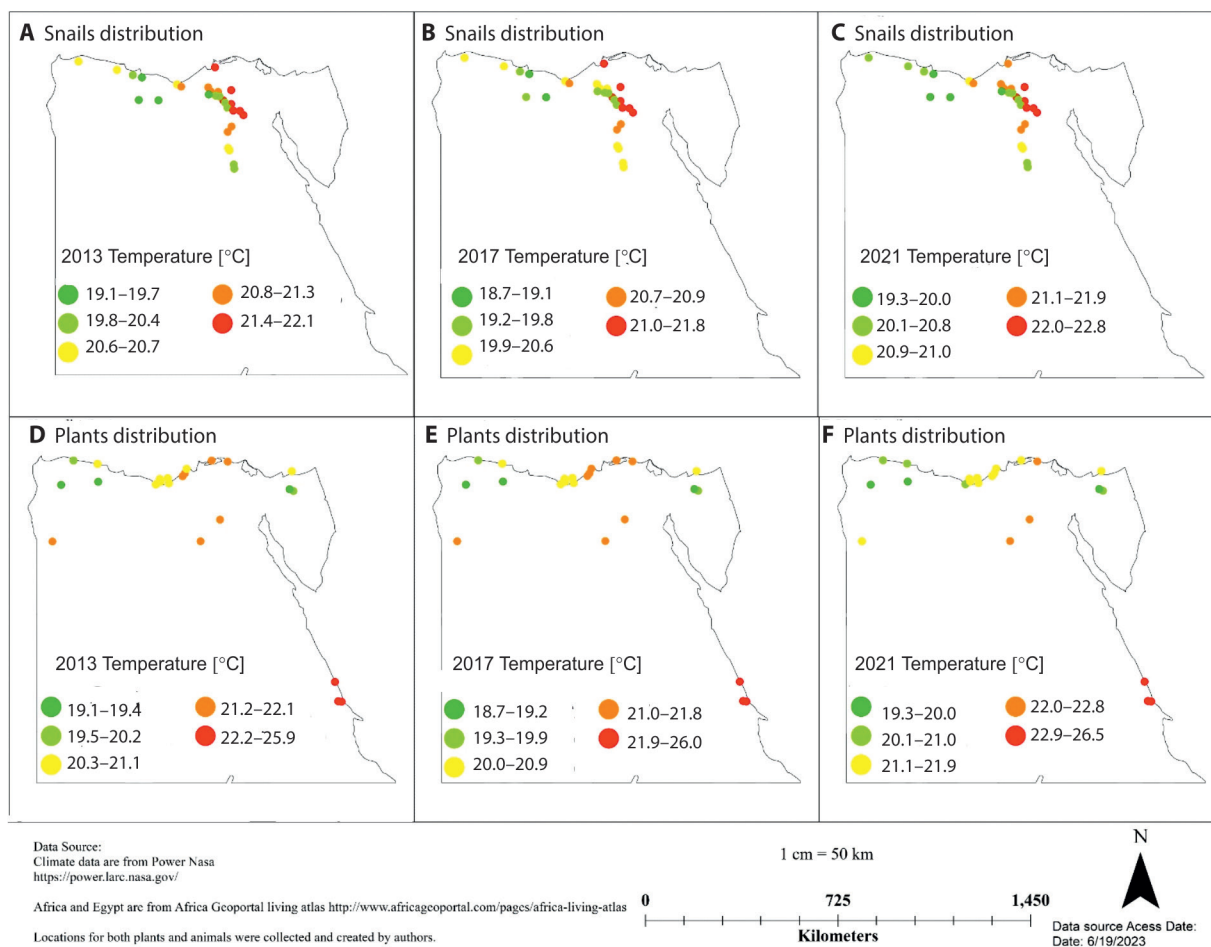 A Snails distribution
2013 Temperature [°C]
19.1–19.7
19.8–20.4
20.6–20.7
20.8–21.3
21.4–22.1
B Snails distribution
2017 Temperature [°C]
18.7–19.1
19.2–19.8
19.9–20.6
20.7–20.9
21.0–21.8
C Snails distribution
2021 Temperature [°C]
19.3–20.0
20.1–20.8
20.9–21.0
21.1–21.9
22.0–22.8
D Plants distribution
2013 Temperature [°C]
19.1–19.4
19.5–20.2
20.3–21.1
21.2–22.1
22.2–25.9
E Plants distribution
2017 Temperature [°C]
18.7–19.2
19.3–19.9
20.0–20.9
21.0–21.8
21.9–26.0
F Plants distribution
2021 Temperature [°C]
19.3–20.0
20.1–21.0
21.1–21.9
22.0–22.8
22.9–26.5
Data Source:
Climate data are from Power Nasa
https://power.larc.nasa.gov/
Africa and Egypt are from Africa Geoportal living atlas http://www.africageoportal.com/pages/africa-living-atlas
Locations for both plants and animals were collected and created by authors.
1 cm = 50 km
0 725 1,450
Kilometers
N
Data source Acess Date:
Date: 6/19/2023